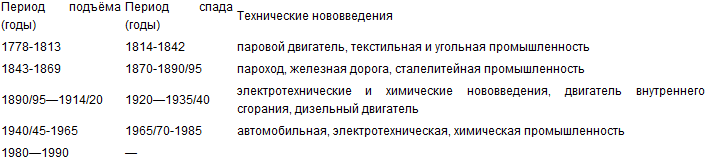 Период подъёма Период спада Технические нововведения
(годы) (годы)
1778-1813 1814-1842 паровой двигатель, текстильная и угольная промышленность
1843-1869 1870-1890/95 пароход, железная дорога, сталелитейная промышленность
1890/95—1914/20 1920—1935/40 электротехнические и химические нововведения, двигатель внутреннего
сгорания, дизельный двигатель
1940/45-1965 1965/70-1985 автомобильная, электротехническая, химическая промышленность
1980—1990 —